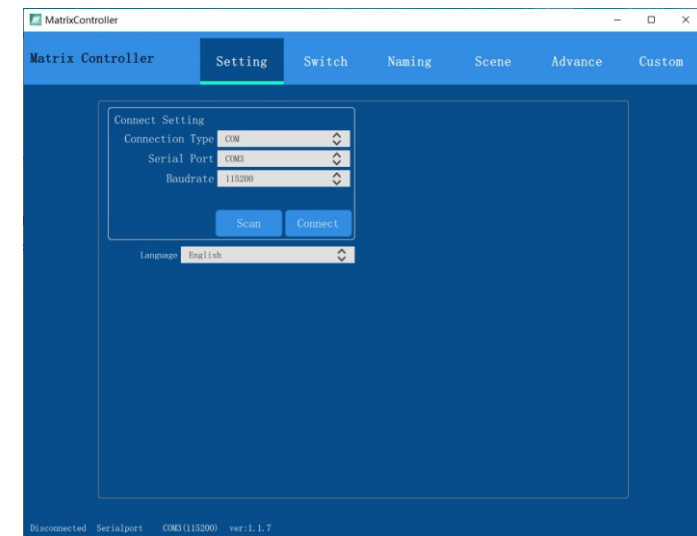 MatrixController
Matrix Controller Setting Switch Naming Scene Advance Custom
Connect Setting
Connection Type COM
Serial Port COM3
Baudrate 115200
Scan Connect
Language English
Disconnected Serialport COM3(115200) ver:1.1.7